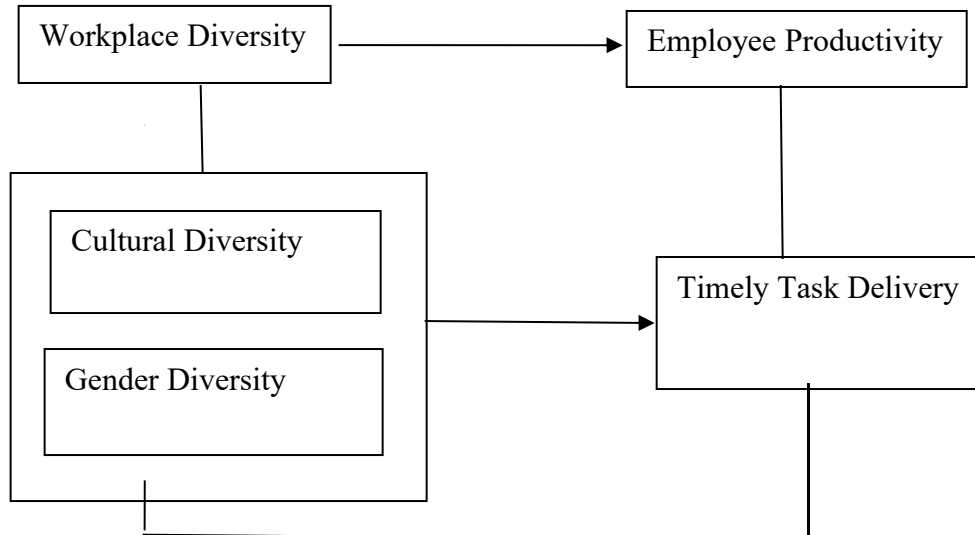 Workplace Diversity
Employee Productivity
Cultural Diversity
Timely Task Delivery
Gender Diversity